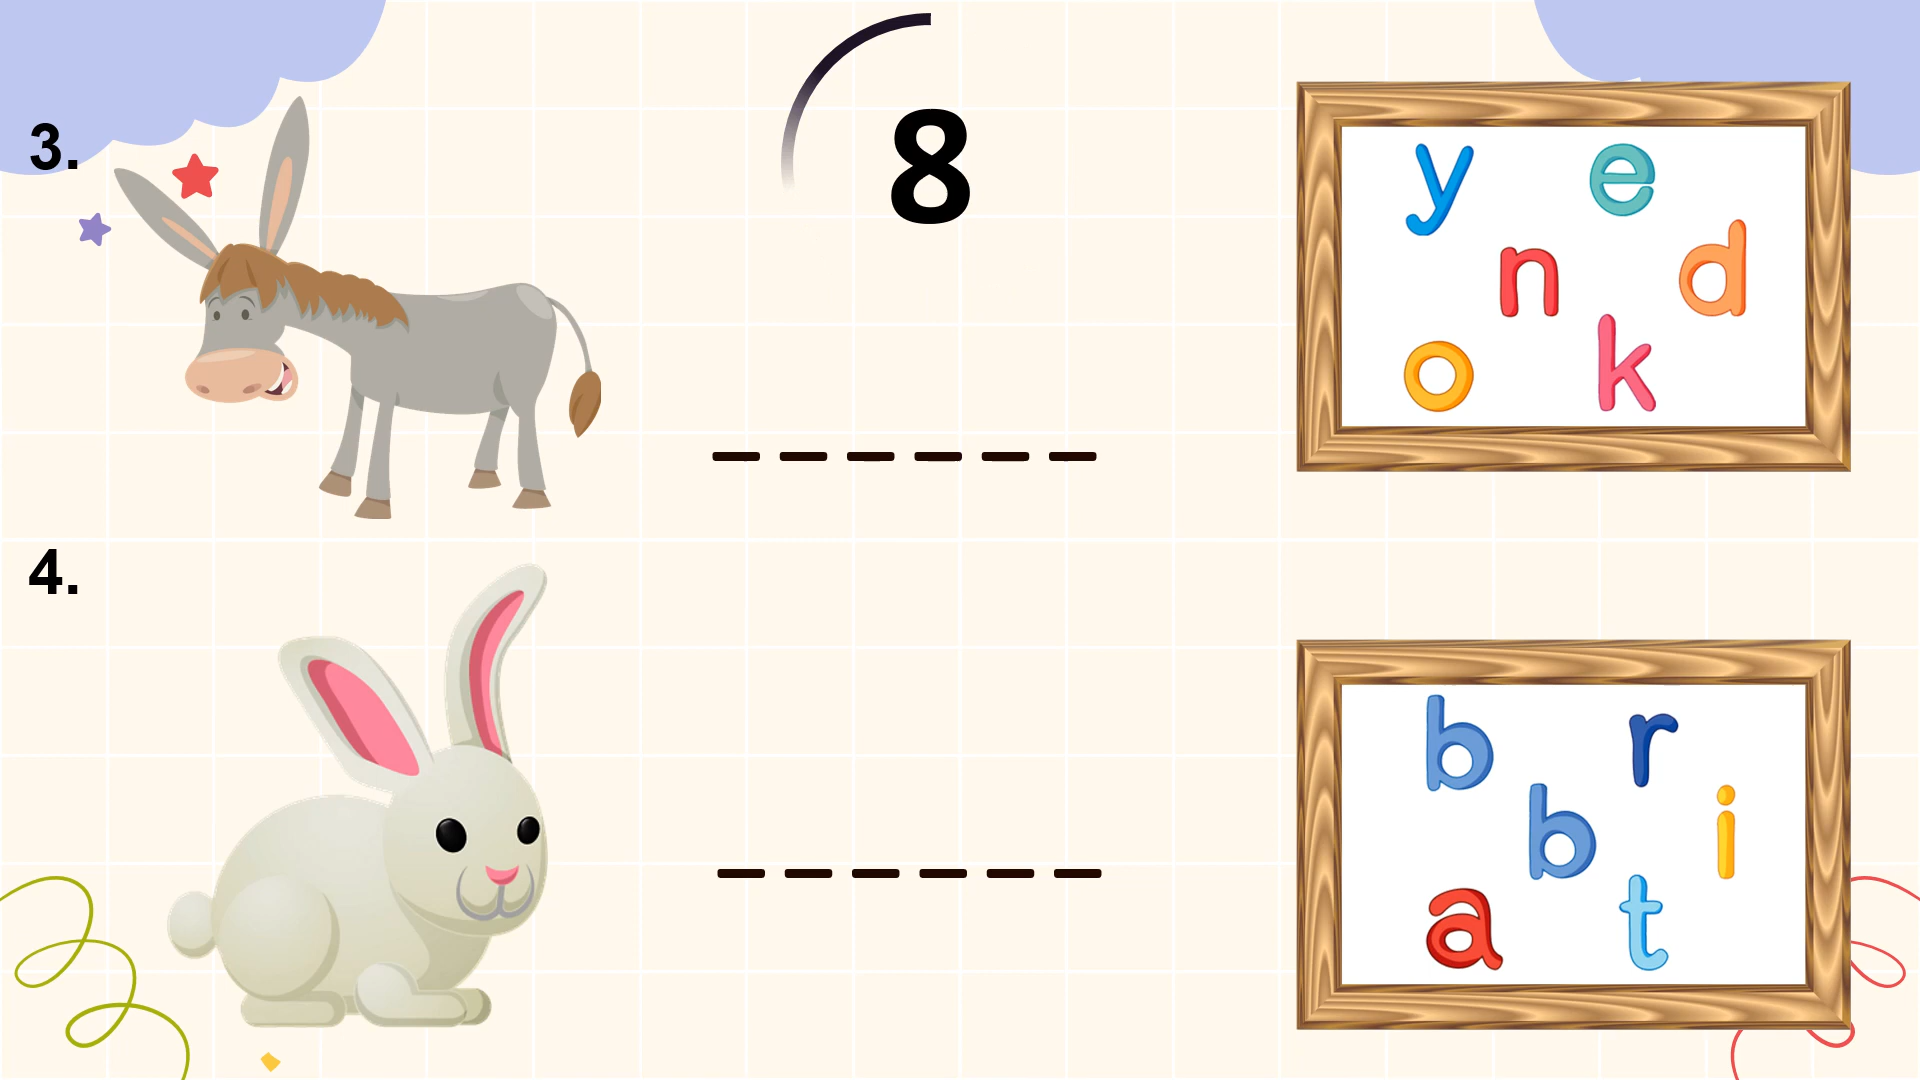 3.
8
y e
n d
o k
_ _ _ _ _ _
4.
b r
b i
a t
_ _ _ _ _ _